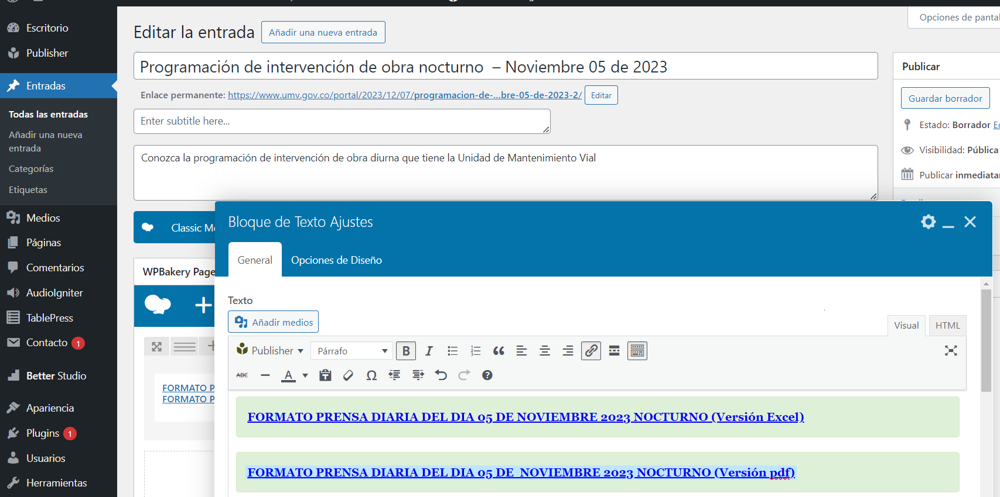 Escritorio
Publisher
Entradas
Todas las entradas
Añadir una nueva
entrada
Categorías
Etiquetas
Medios
Páginas
Comentarios
AudioIgniter
TablePress
Contacto 1
Better Studio
Apariencia
Plugins 1
Usuarios
Herramientas
Editar la entrada
Añadir una nueva entrada
Opciones de pantal
Programación de intervención de obra nocturno – Noviembre 05 de 2023
Enlace permanente: https://www.umv.gov.co/portal/2023/12/07/programacion-de-...bre-05-de-2023-2/ Editar
Enter subtitle here...
Conozca la programación de intervención de obra diurna que tiene la Unidad de Mantenimiento Vial
Publicar
Guardar borrador
Estado: Borrador Ec
Visibilidad: Pública
Publicar inmediatar
Classic Mo
WPBakery Page
FORMATO P
FORMATO P
Bloque de Texto Ajustes
General
Opciones de Diseño
Texto
Añadir medios
Visual
HTML
Publisher
Párrafo
B I
ABC A Ω
FORMATO PRENSA DIARIA DEL DIA 05 DE NOVIEMBRE 2023 NOCTURNO (Versión Excel)
FORMATO PRENSA DIARIA DEL DIA 05 DE  NOVIEMBRE 2023 NOCTURNO (Versión pdf)